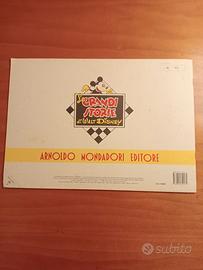 Le
GRANDI
STORIE
di WALT DISNEY
ARNOLDO MONDADORI EDITORE
subito